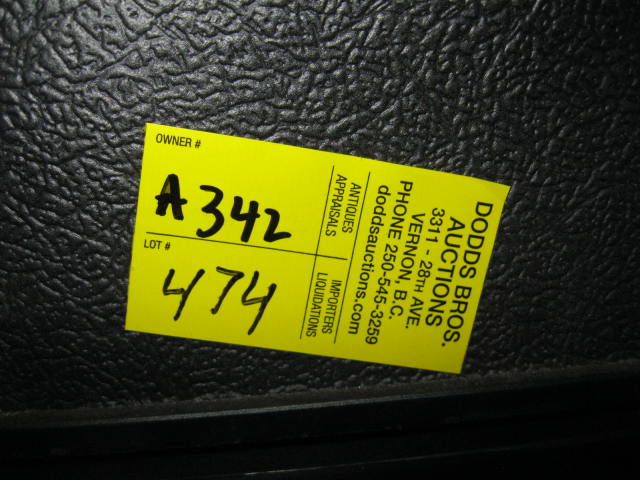 OWNER #
A342
LOT #
474
ANTIQUES
APPRAISALS
IMPORTERS
LIQUIDATIONS
DODDS BROS.
AUCTIONS
3311 - 28TH AVE.
VERNON, B.C.
PHONE 250-545-3259
doddsauctions.com